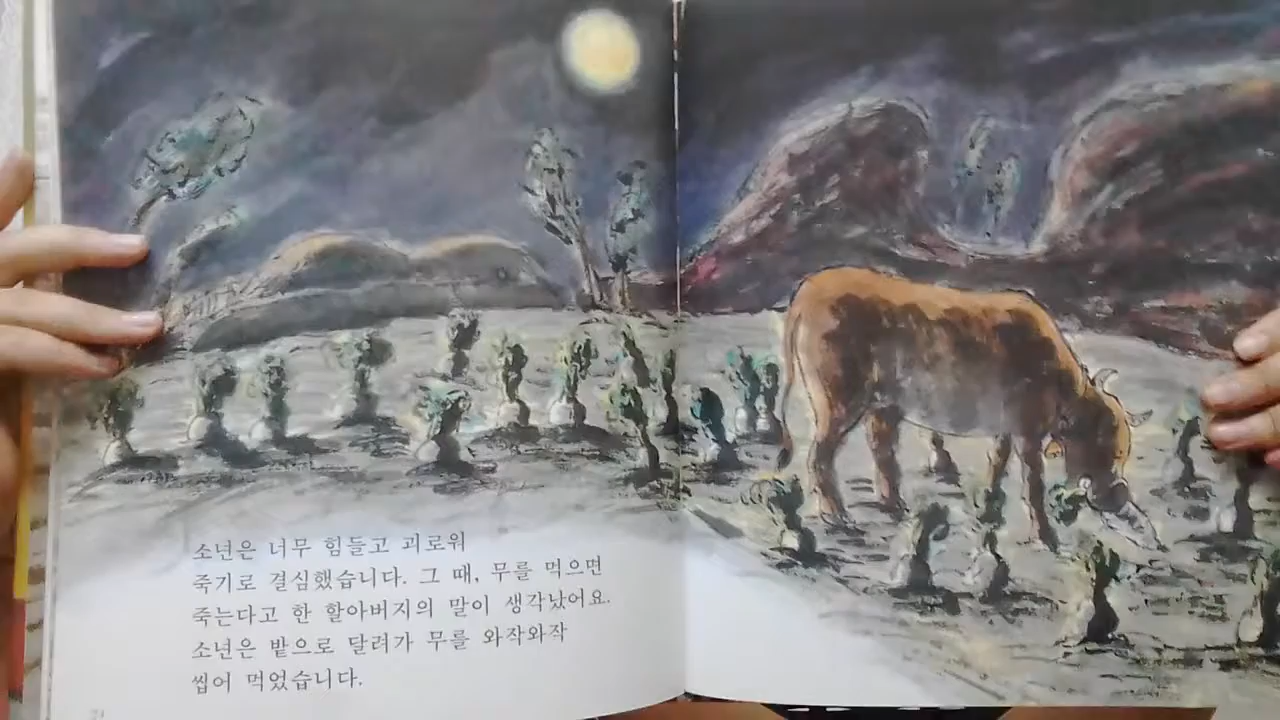 소년은 너무 힘들고 괴로워
죽기로 결심했습니다. 그 때, 무를 먹으면
죽는다고 한 할아버지의 말이 생각났어요.
소년은 밭으로 달려가 무를 와작와작
씹어 먹었습니다.